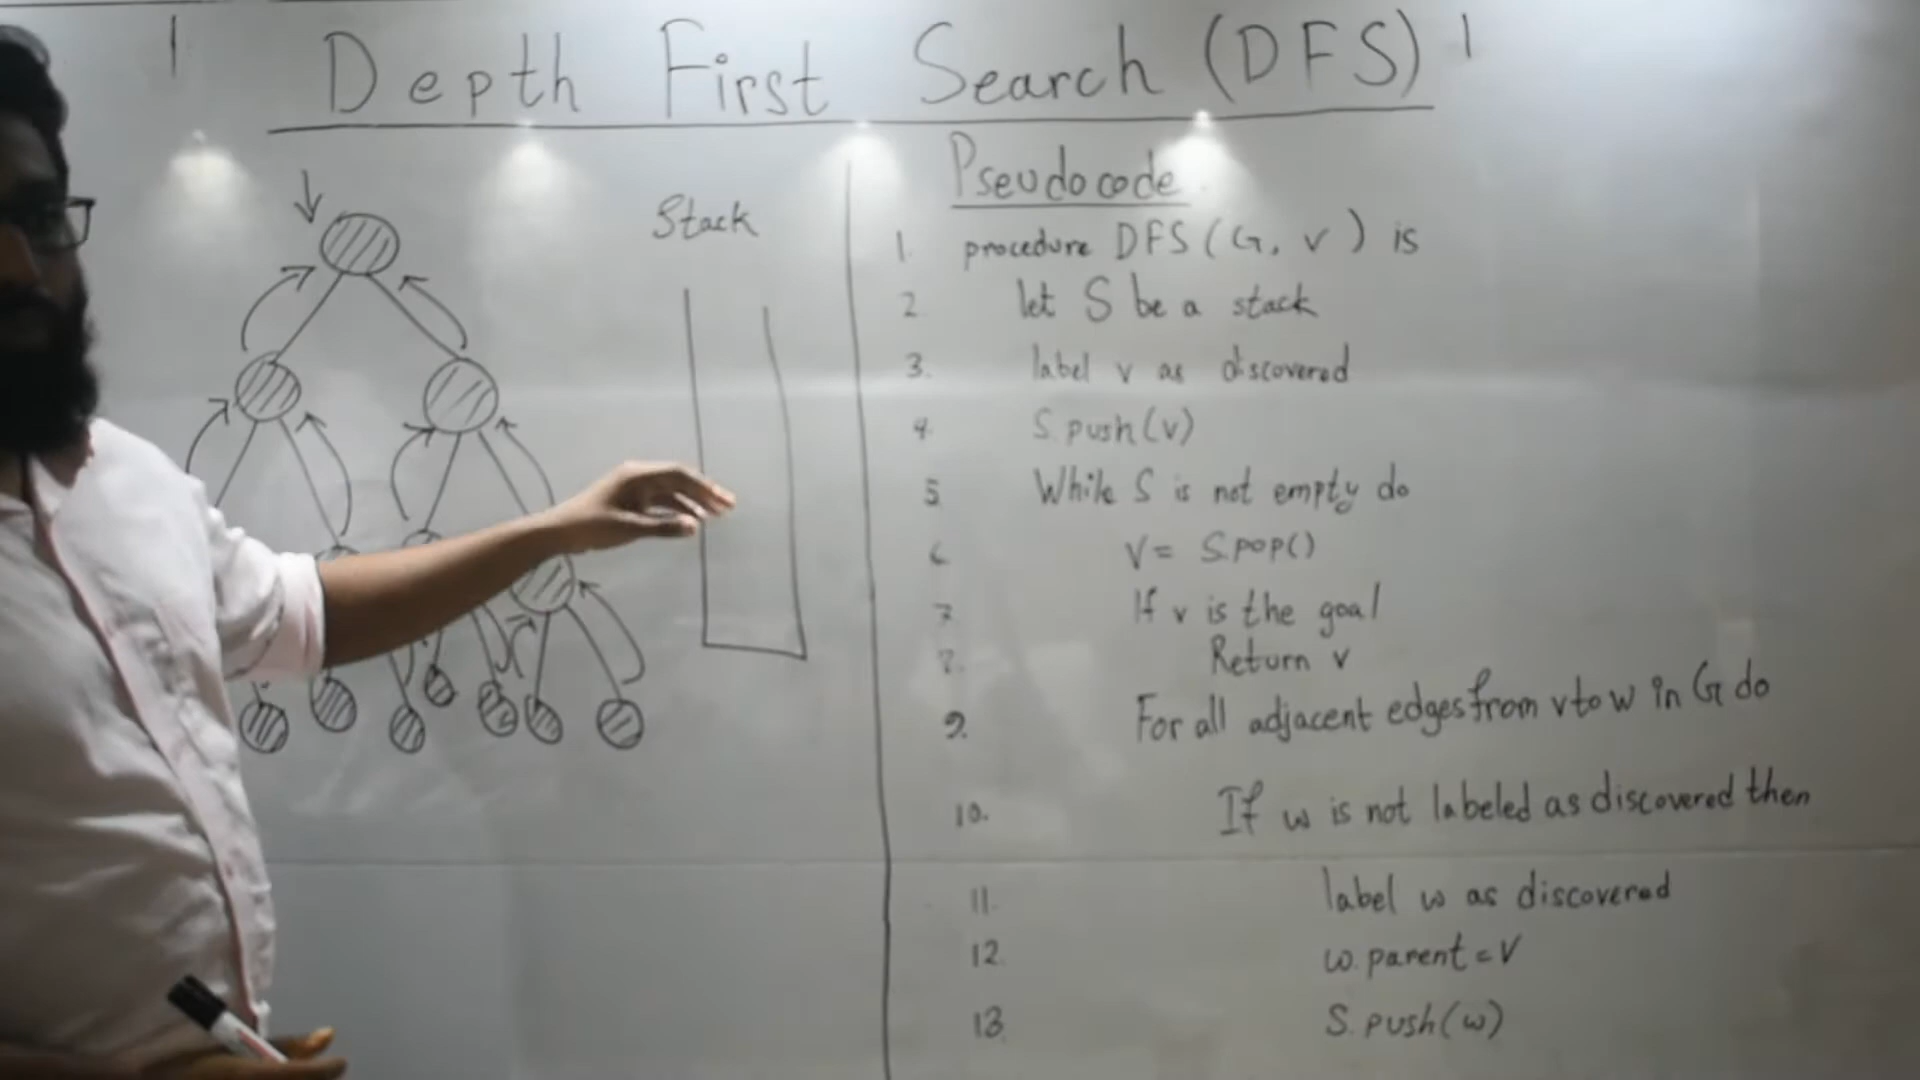 Depth First Search (DFS)
Stack
Pseudocode
1. procedure DFS (G, v) is
2. let S be a stack
3. label v as discovered
4. S.push(v)
5 While S is not empty do
6 V = S.POP()
7. If v is the goal
Return v
9. For all adjacent edges from v to w in G do
10. If w is not labeled as discovered then
11. label w as discovered
12. w.parent = V
13 S.push(w)